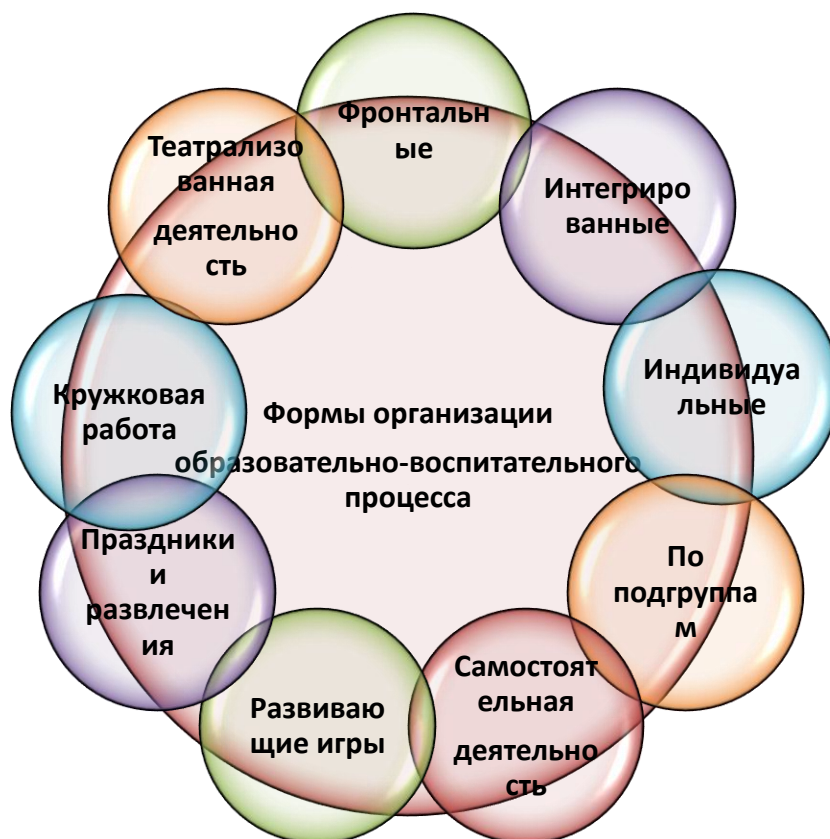 Фронтальн
ые
Интегриро
ванные
Индивидуа
льные
По
подгруппа
м
Самостоят
ельная
деятельно
сть
Развиваю
щие игры
Праздники
и
развлечен
ия
Кружковая
работа
Театрализо
ванная
деятельно
сть
Формы организации
образовательно-воспитательного
процесса